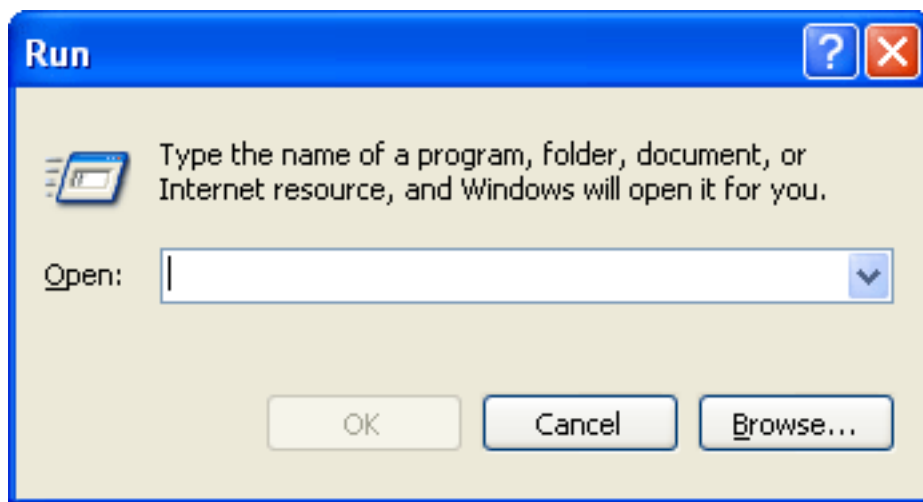 Run
Type the name of a program, folder, document, or
Internet resource, and Windows will open it for you.
Open:
OK Cancel Browse...